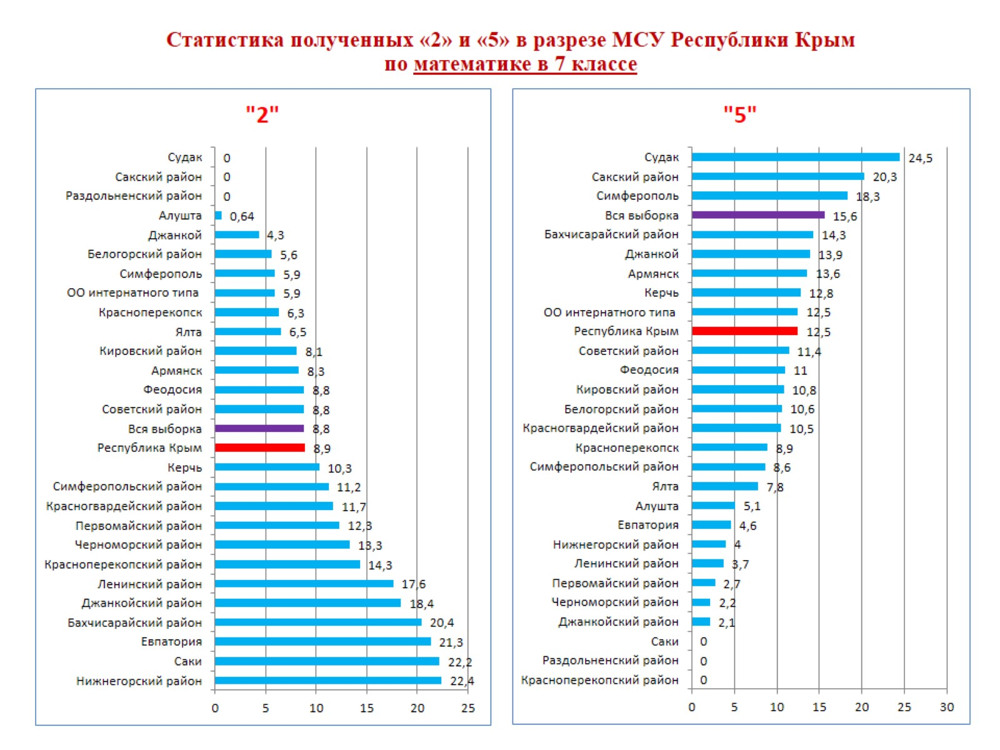 Статистика полученных «2» и «5» в разрезе МСУ Республики Крым
по математике в 7 классе
"2"
Судак 0
Сакский район 0
Раздольненский район 0
Алушта 0,64
Джанкой 4,3
Белогорский район 5,6
Симферополь 5,9
ОО интернатного типа 5,9
Красноперекопск 6,3
Ялта 6,5
Кировский район 8,1
Армянск 8,3
Феодосия 8,8
Советский район 8,8
Вся выборка 8,8
Республика Крым 8,9
Керчь 10,3
Симферопольский район 11,2
Красногвардейский район 11,7
Первомайский район 12,3
Черноморский район 13,3
Красноперекопский район 14,3
Ленинский район 17,6
Джанкойский район 18,4
Бахчисарайский район 20,4
Евпатория 21,3
Саки 22,2
Нижнегорский район 22,4
0 5 10 15 20 25
"5"
Судак 24,5
Сакский район 20,3
Симферополь 18,3
Вся выборка 15,6
Бахчисарайский район 14,3
Джанкой 13,9
Армянск 13,6
Керчь 12,8
ОО интернатного типа 12,5
Республика Крым 12,5
Советский район 11,4
Феодосия 11
Кировский район 10,8
Белогорский район 10,6
Красногвардейский район 10,5
Красноперекопск 8,9
Симферопольский район 8,6
Ялта 7,8
Алушта 5,1
Евпатория 4,6
Нижнегорский район 4
Ленинский район 3,7
Первомайский район 2,7
Черноморский район 2,2
Джанкойский район 2,1
Саки 0
Раздольненский район 0
Красноперекопский район 0
0 5 10 15 20 25 30